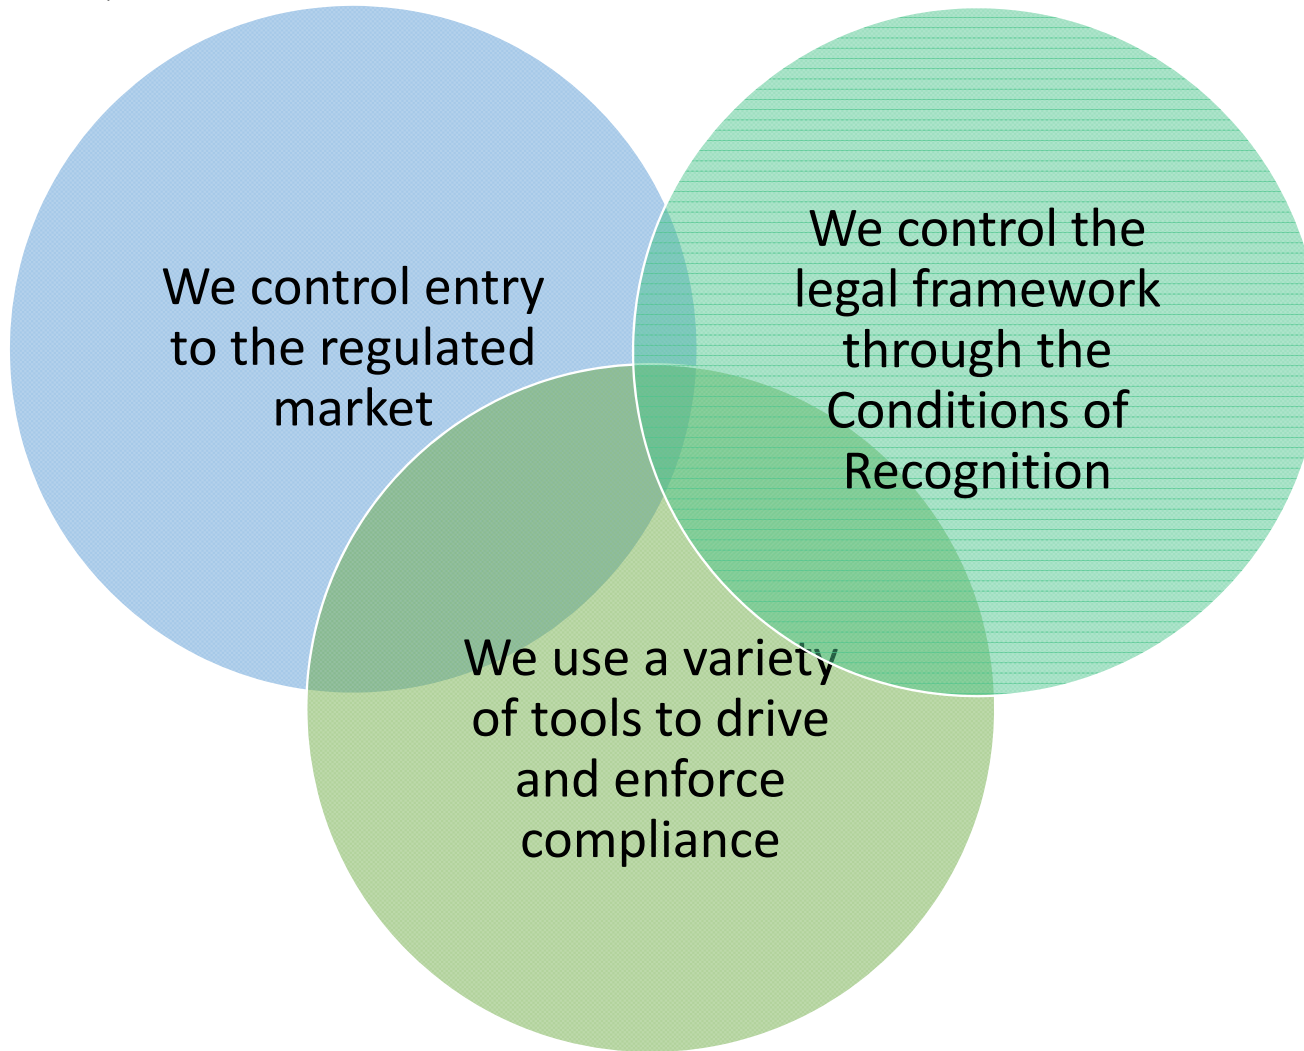 We control entry
to the regulated
market
We control the
legal framework
through the
Conditions of
Recognition
We use a variety
of tools to drive
and enforce
compliance